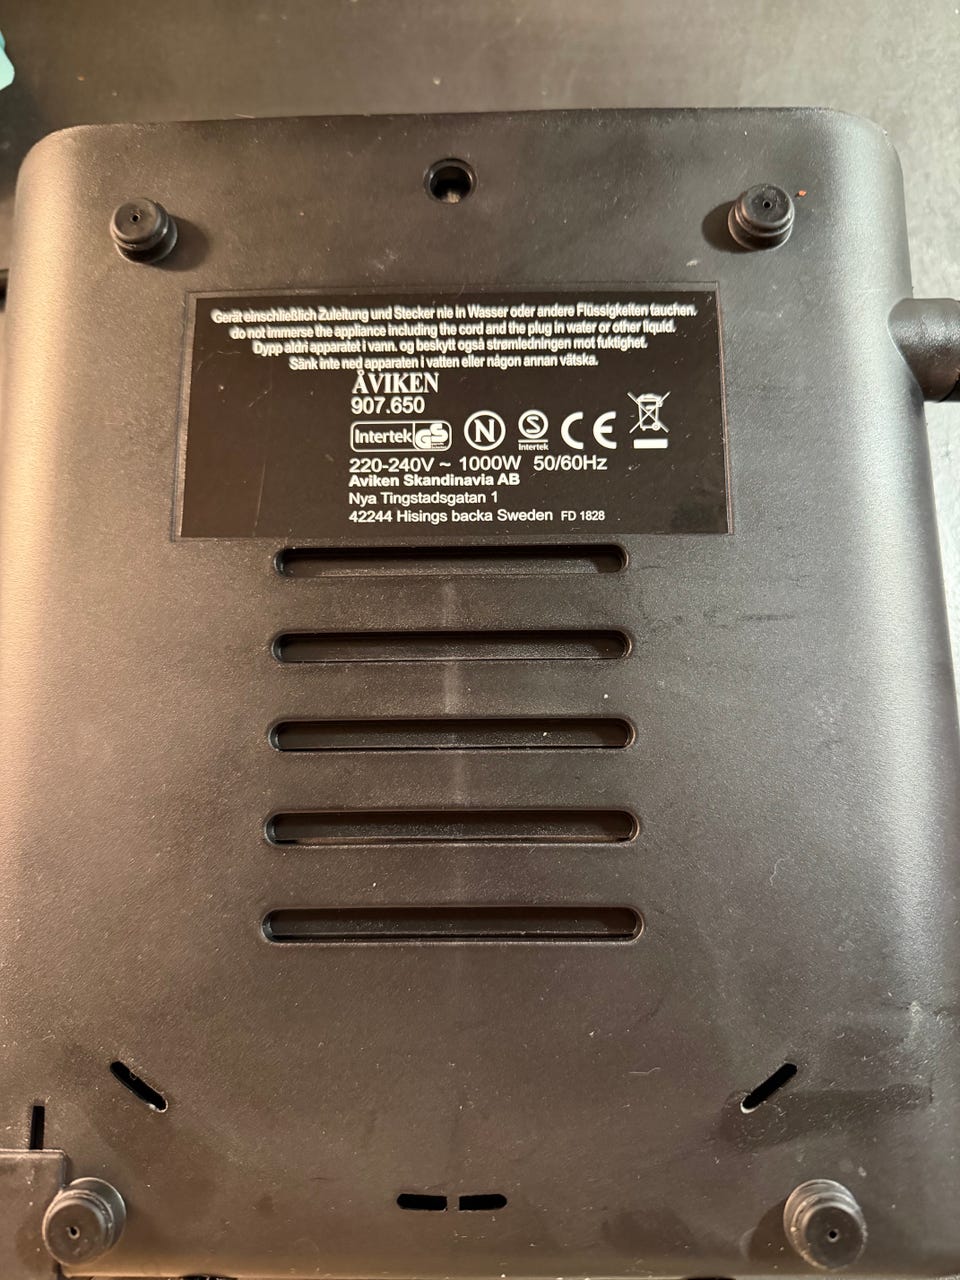 Gerät einschließlich Zuleitung und Stecker nie in Wasser oder andere Flüssigkeiten tauchen.
do not immerse the appliance including the cord and the plug in water or other liquid.
Dypp aldri apparatet i vann. og beskytt også strømledningen mot fuktighet.
Sänk inte ned apparaten i vatten eller någon annan vätska.
ÅVIKEN
907.650
Intertek GS N S Intertek CE
220-240V ~ 1000W 50/60Hz
Aviken Skandinavia AB
Nya Tingstadsgatan 1
42244 Hisings backa Sweden FD 1828